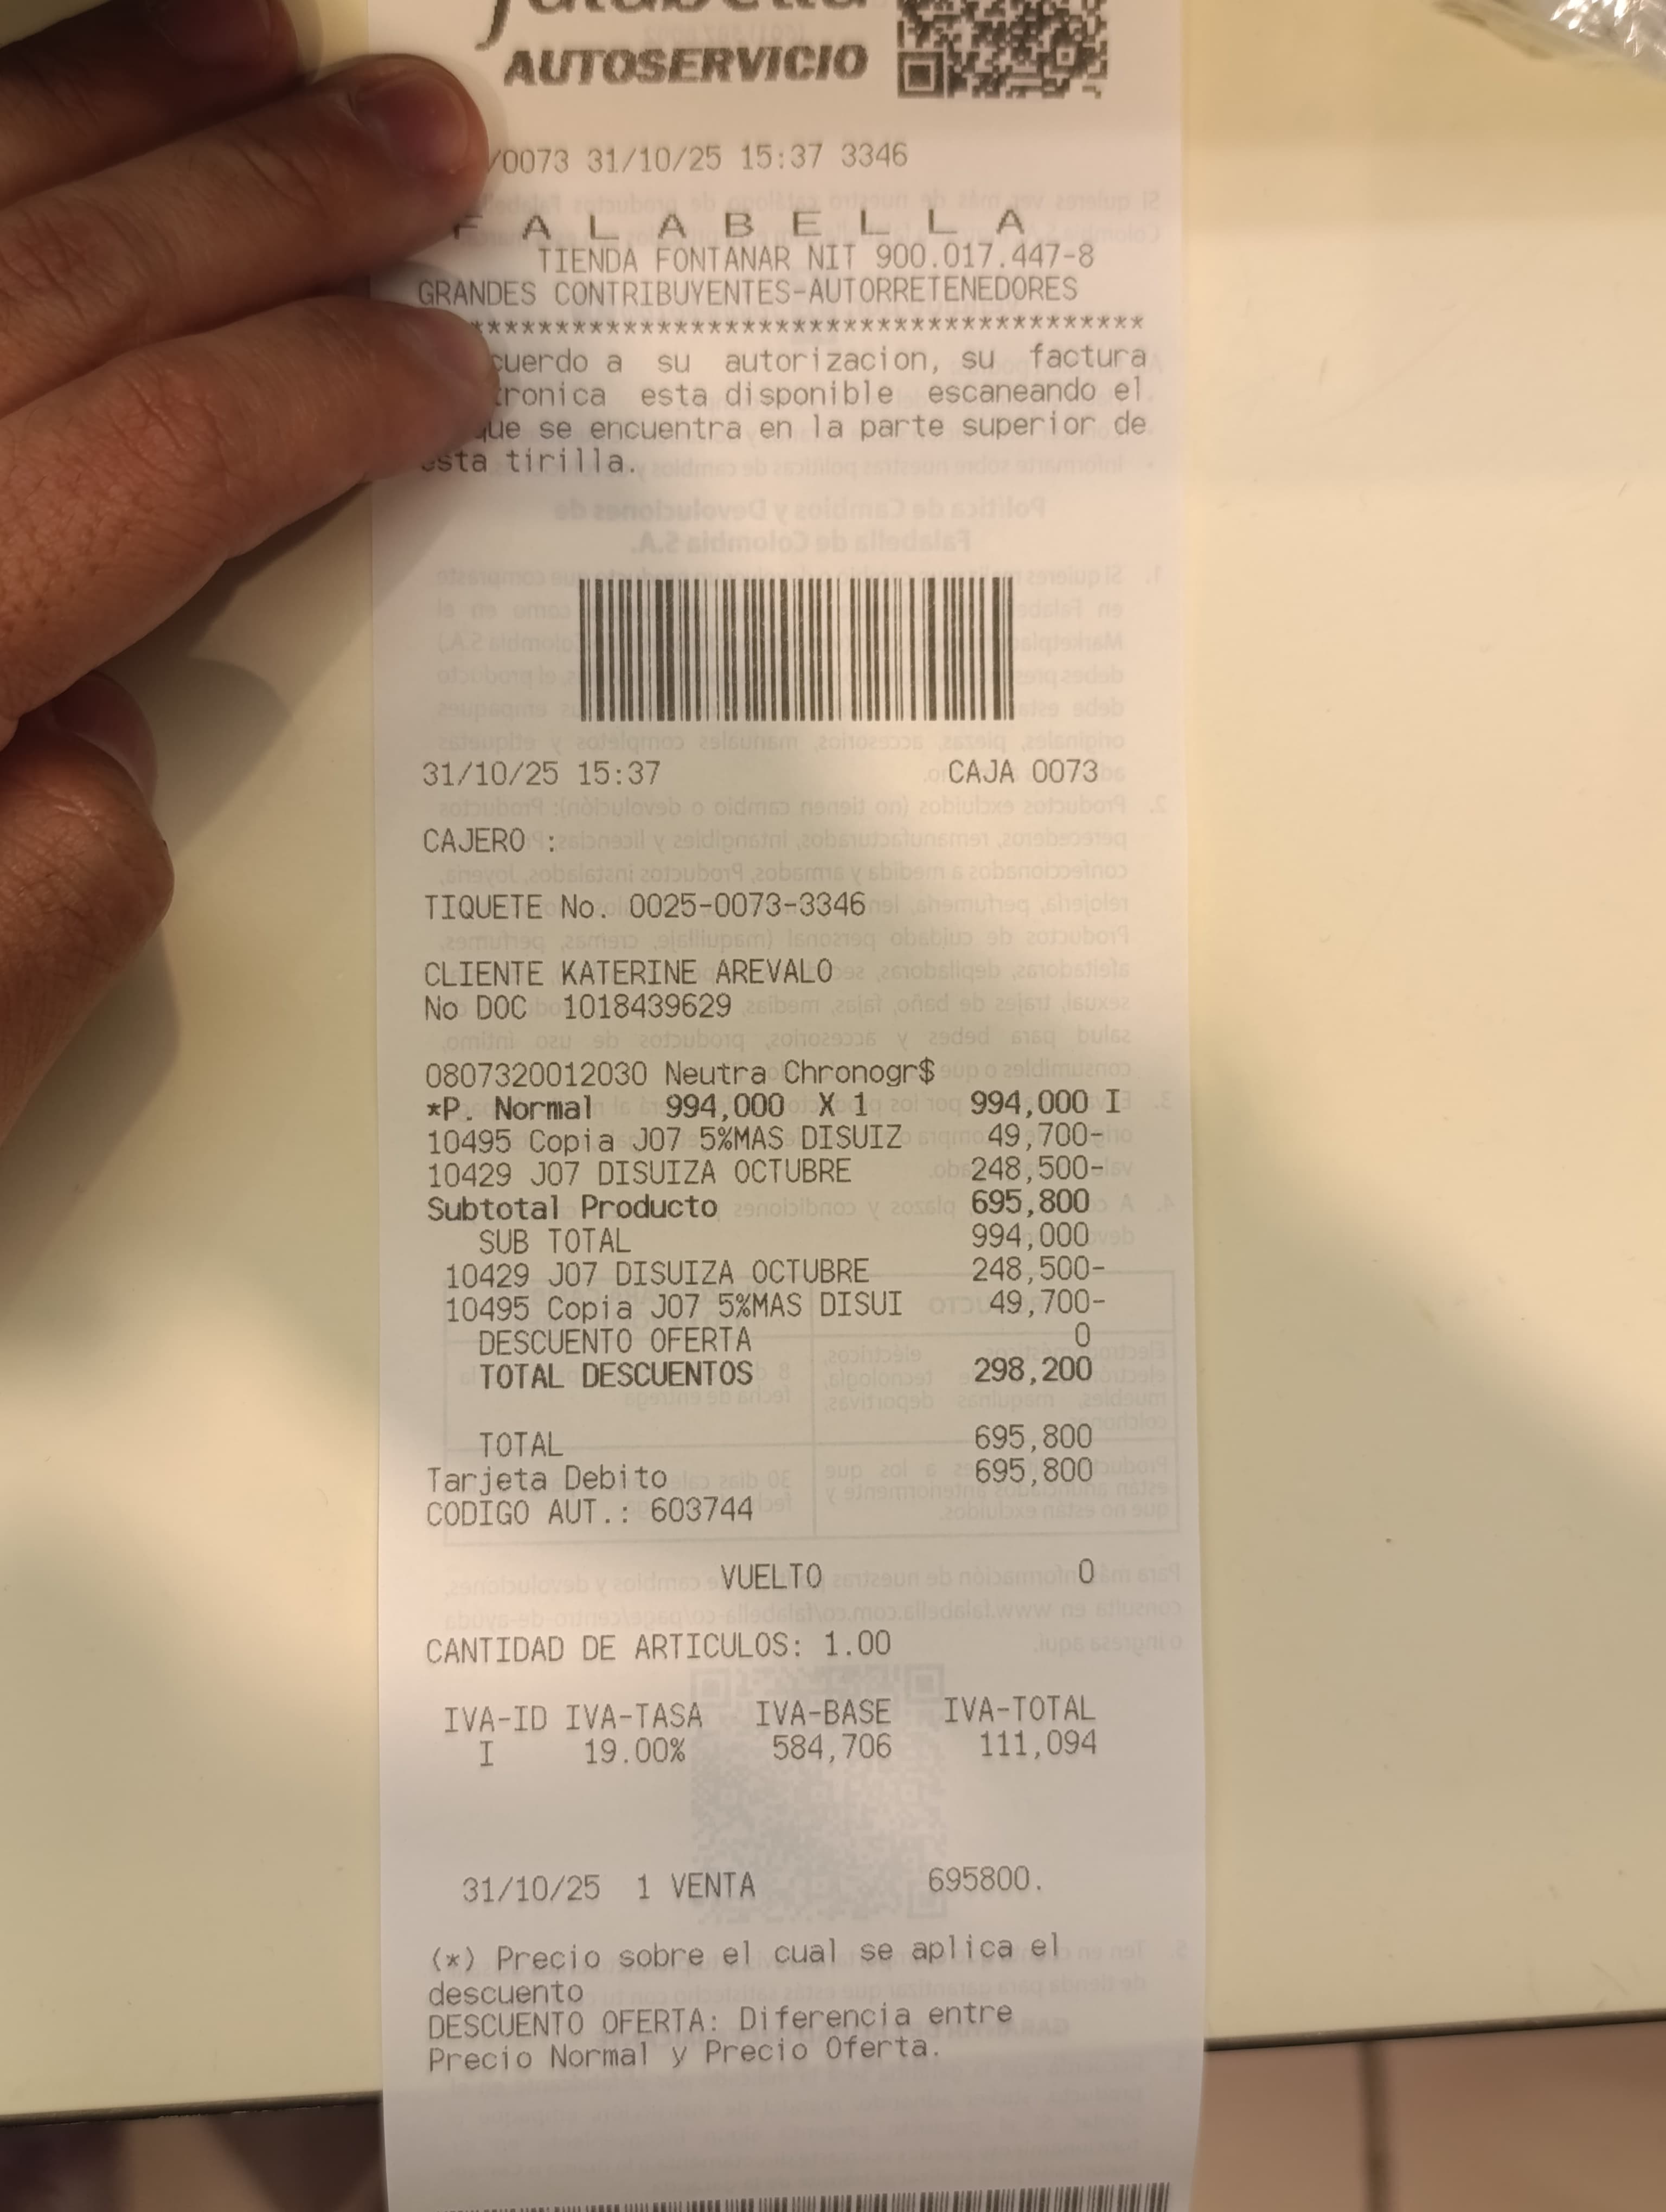 falabella
AUTOSERVICIO
/0073 31/10/25 15:37 3346
FALABELLA
TIENDA FONTANAR NIT 900.017.447-8
GRANDES CONTRIBUYENTES-AUTORRETENEDORES
****************************************
cuerdo a su autorizacion, su factura
tronica esta disponible escaneando el
que se encuentra en la parte superior de
esta tirilla.
31/10/25 15:37 CAJA 0073
CAJERO :
TIQUETE No. 0025-0073-3346
CLIENTE KATERINE AREVALO
No DOC 1018439629
0807320012030 Neutra Chronogr$
*P. Normal 994,000 X 1 994,000 I
10495 Copia J07 5%MAS DISUIZ 49,700-
10429 J07 DISUIZA OCTUBRE 248,500-
Subtotal Producto 695,800
SUB TOTAL 994,000
10429 J07 DISUIZA OCTUBRE 248,500-
10495 Copia J07 5%MAS DISUI 49,700-
DESCUENTO OFERTA 0
TOTAL DESCUENTOS 298,200
TOTAL 695,800
Tarjeta Debito 695,800
CODIGO AUT.: 603744
VUELTO 0
CANTIDAD DE ARTICULOS: 1.00
IVA-ID IVA-TASA IVA-BASE IVA-TOTAL
I 19.00% 584,706 111,094
31/10/25 1 VENTA 695800.
(*) Precio sobre el cual se aplica el
descuento
DESCUENTO OFERTA: Diferencia entre
Precio Normal y Precio Oferta.